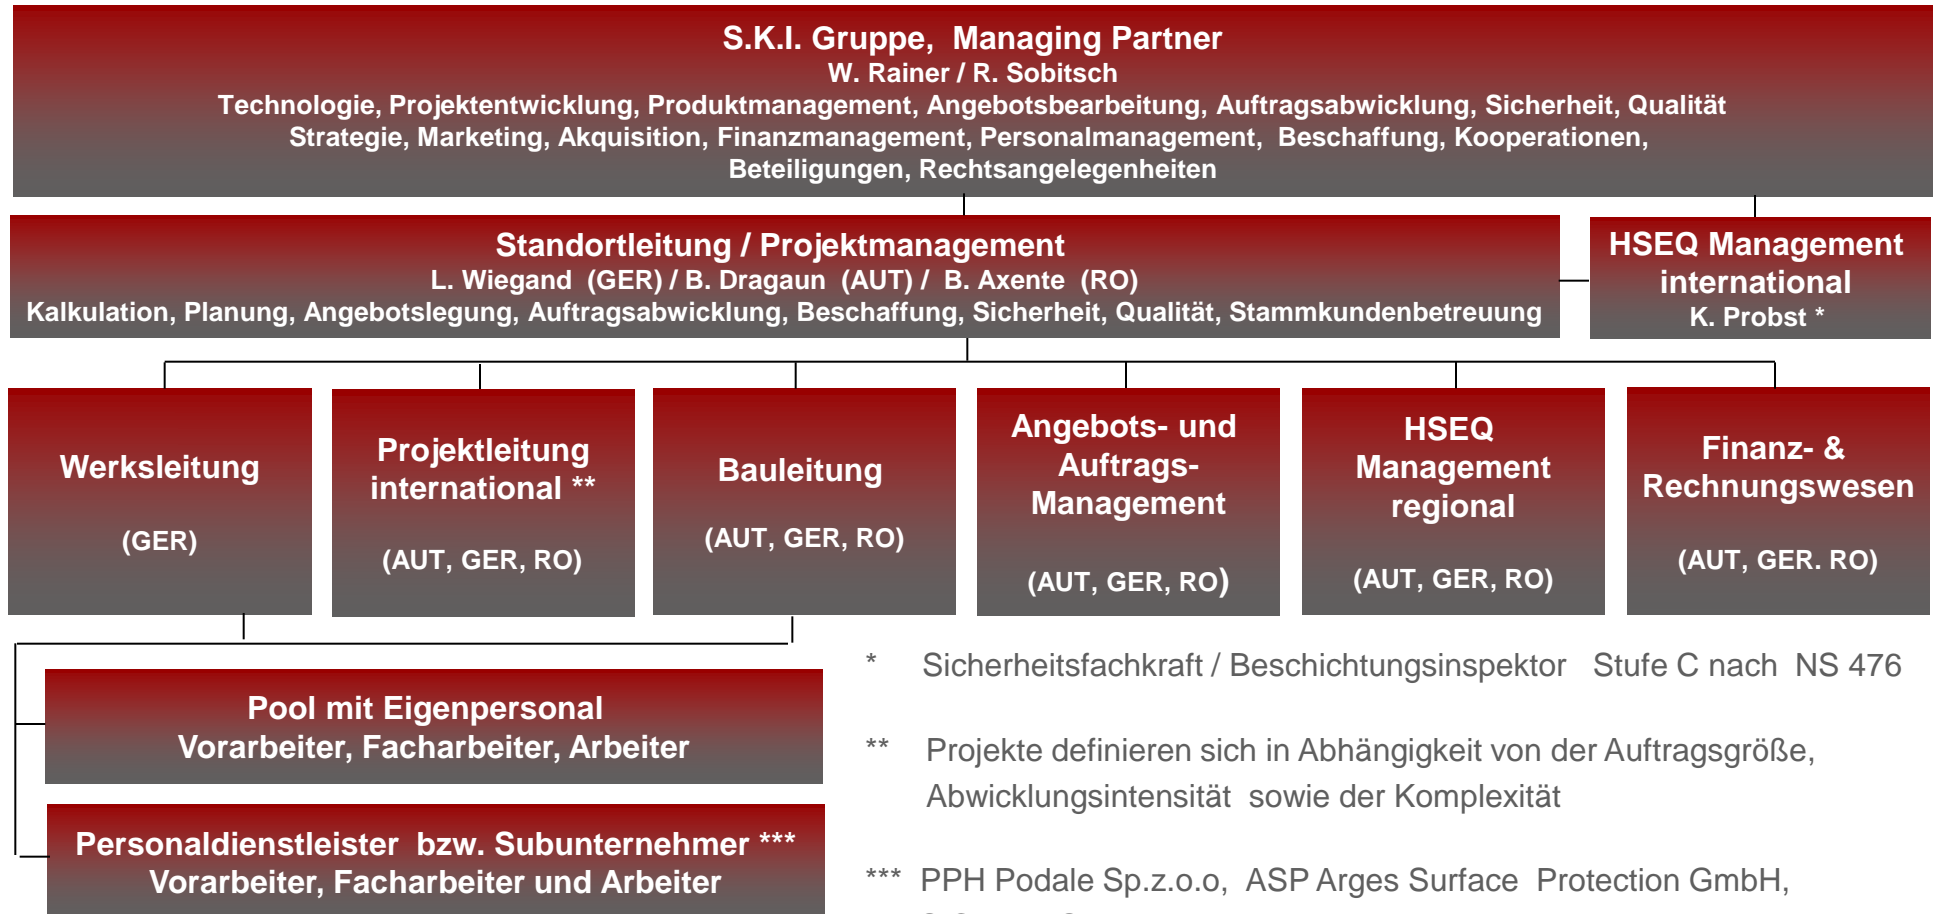 S.K.I. Gruppe, Managing Partner
W. Rainer / R. Sobitsch
Technologie, Projektentwicklung, Produktmanagement, Angebotsbearbeitung, Auftragsabwicklung, Sicherheit, Qualität
Strategie, Marketing, Akquisition, Finanzmanagement, Personalmanagement, Beschaffung, Kooperationen,
Beteiligungen, Rechtsangelegenheiten
Standortleitung / Projektmanagement
L. Wiegand (GER) / B. Dragaun (AUT) / B. Axente (RO)
Kalkulation, Planung, Angebotslegung, Auftragsabwicklung, Beschaffung, Sicherheit, Qualität, Stammkundenbetreuung
HSEQ Management
international
K. Probst *
Werksleitung
(GER)
Projektleitung
international **
(AUT, GER, RO)
Bauleitung
(AUT, GER, RO)
Angebots- und
Auftrags-
Management
(AUT, GER, RO)
HSEQ
Management
regional
(AUT, GER, RO)
Finanz- &
Rechnungswesen
(AUT, GER. RO)
Pool mit Eigenpersonal
Vorarbeiter, Facharbeiter, Arbeiter
Personaldienstleister bzw. Subunternehmer ***
Vorarbeiter, Facharbeiter und Arbeiter
* Sicherheitsfachkraft / Beschichtungsinspektor Stufe C nach NS 476
** Projekte definieren sich in Abhängigkeit von der Auftragsgröße,
Abwicklungsintensität sowie der Komplexität
*** PPH Podale Sp.z.o.o, ASP Arges Surface Protection GmbH,